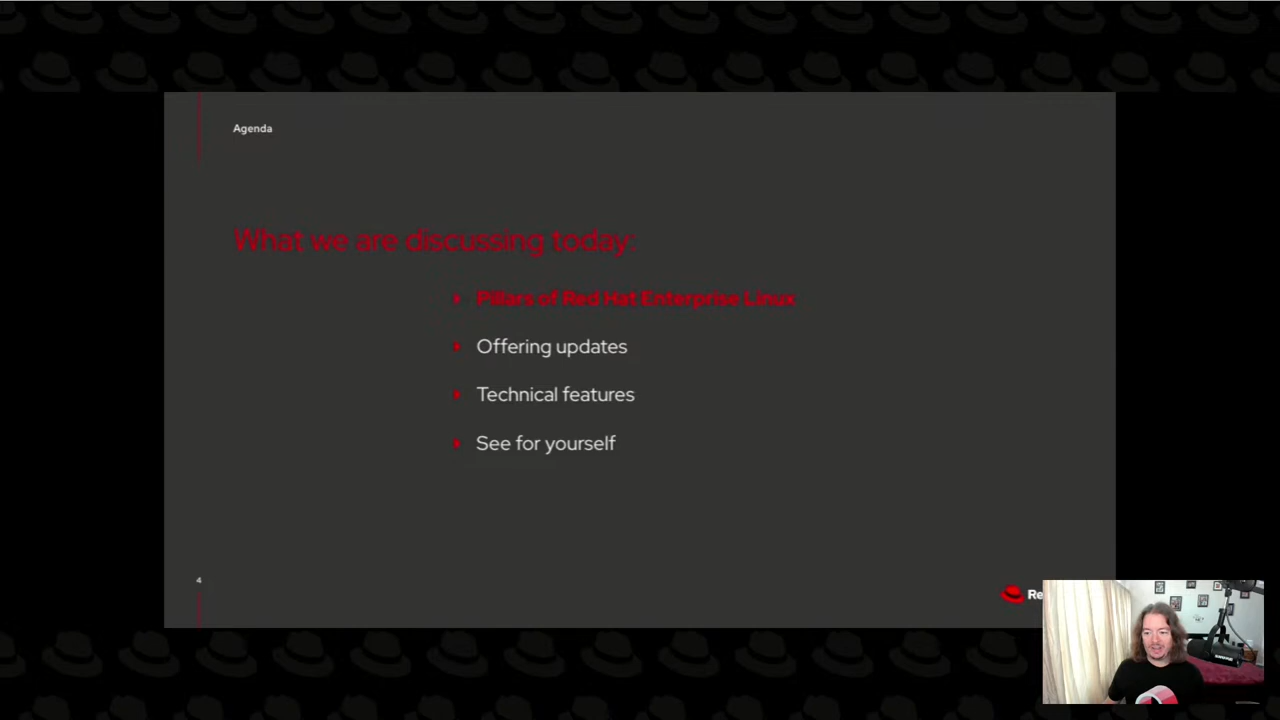 Agenda
What we are discussing today:
Pillars of Red Hat Enterprise Linux
Offering updates
Technical features
See for yourself
4
Re